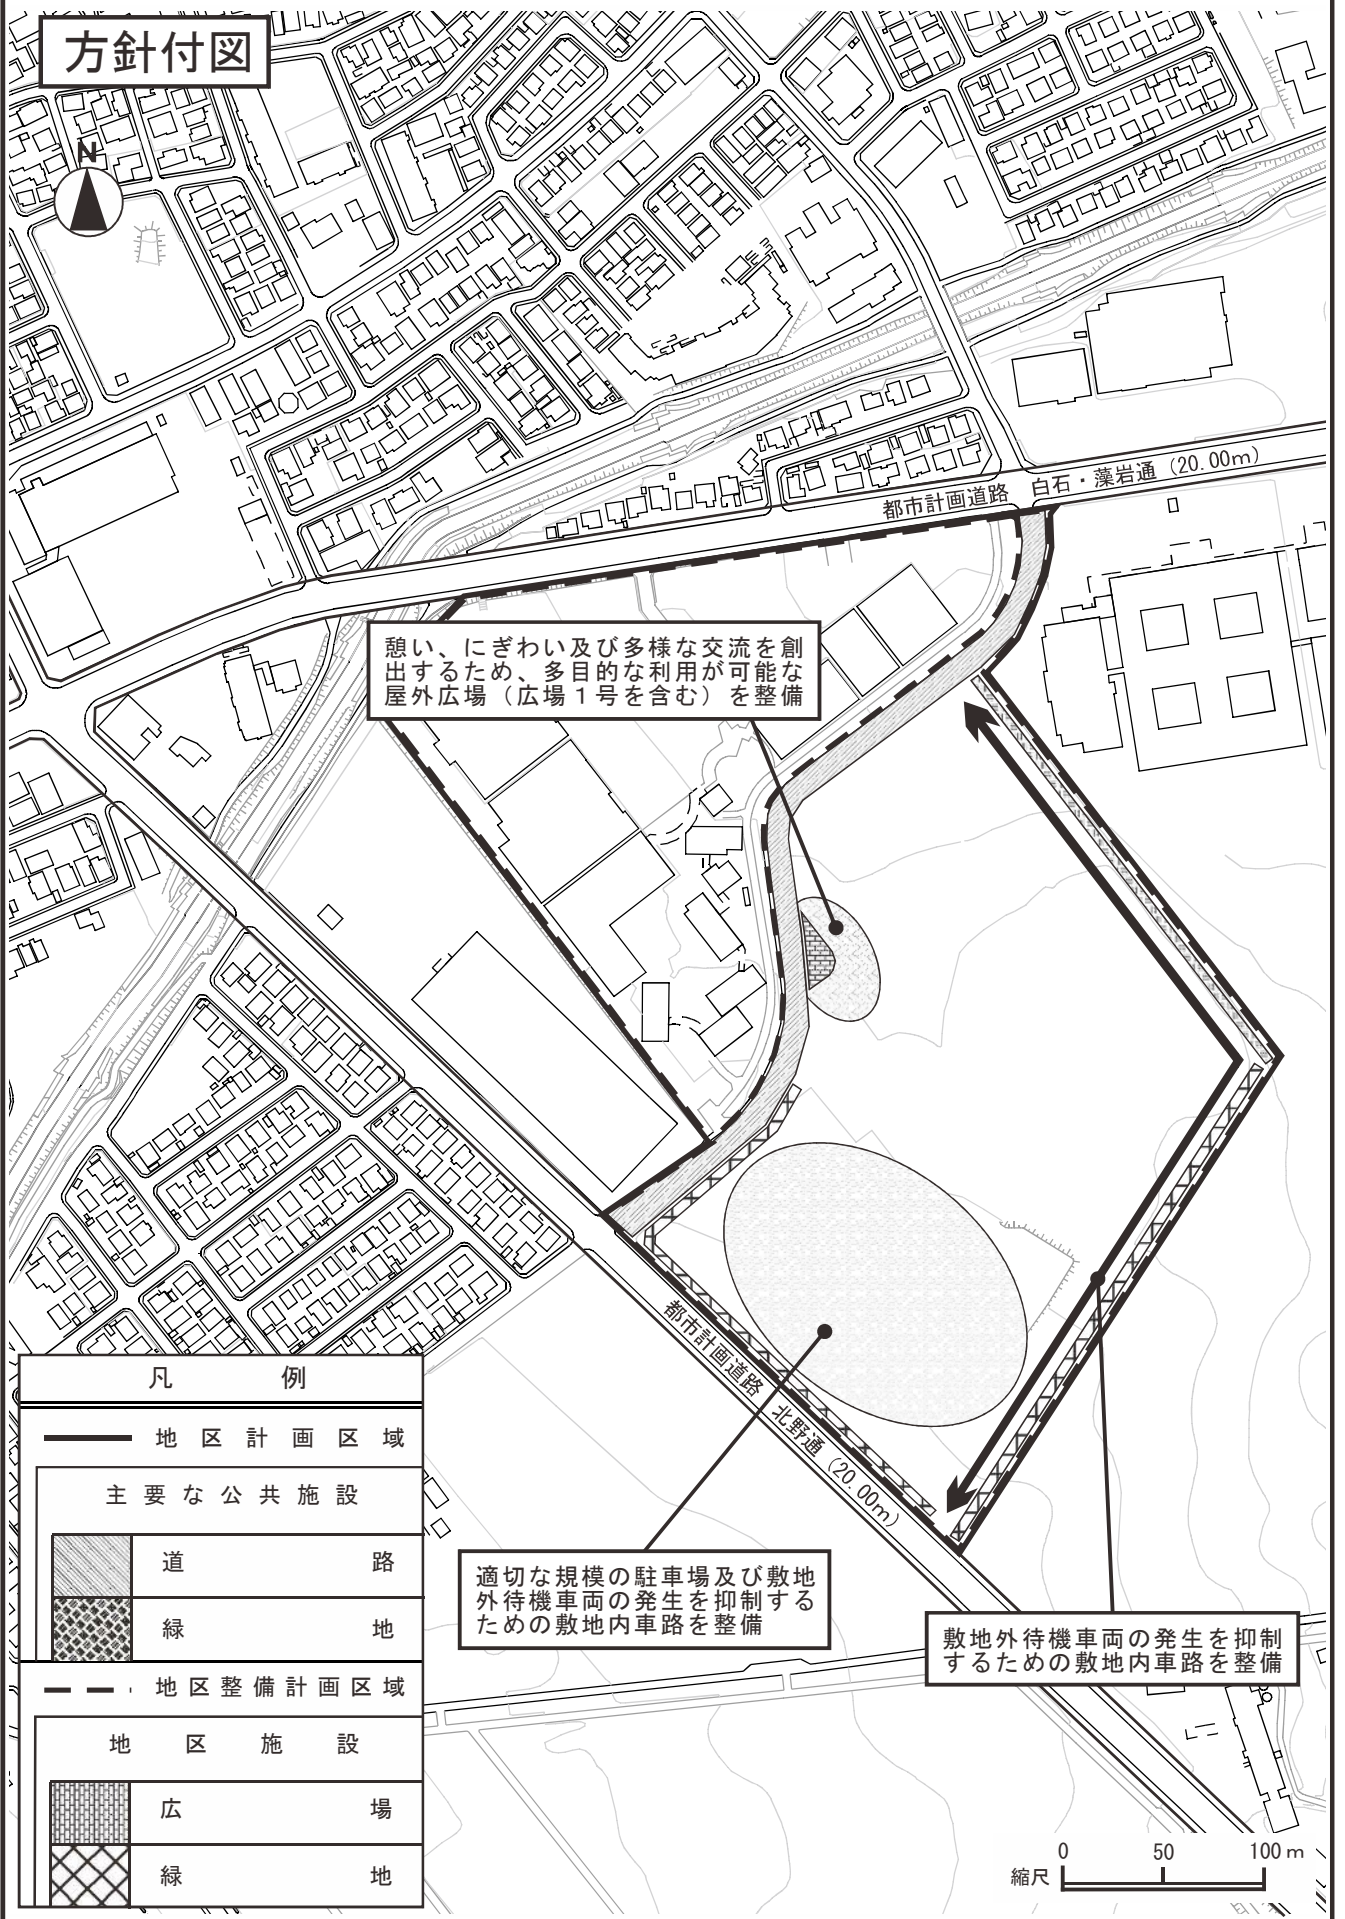 方針付図
N
都市計画道路 白石・藻岩通（20.00m）
憩い、にぎわい及び多様な交流を創
出するため、多目的な利用が可能な
屋外広場（広場１号を含む）を整備
都市計画道路 北野通（20.00m）
適切な規模の駐車場及び敷地
外待機車両の発生を抑制する
ための敷地内車路を整備
敷地外待機車両の発生を抑制
するための敷地内車路を整備
凡例
地区計画区域
主要な公共施設
道路
緑地
地区整備計画区域
地区施設
広場
緑地
0 50 100m
縮尺